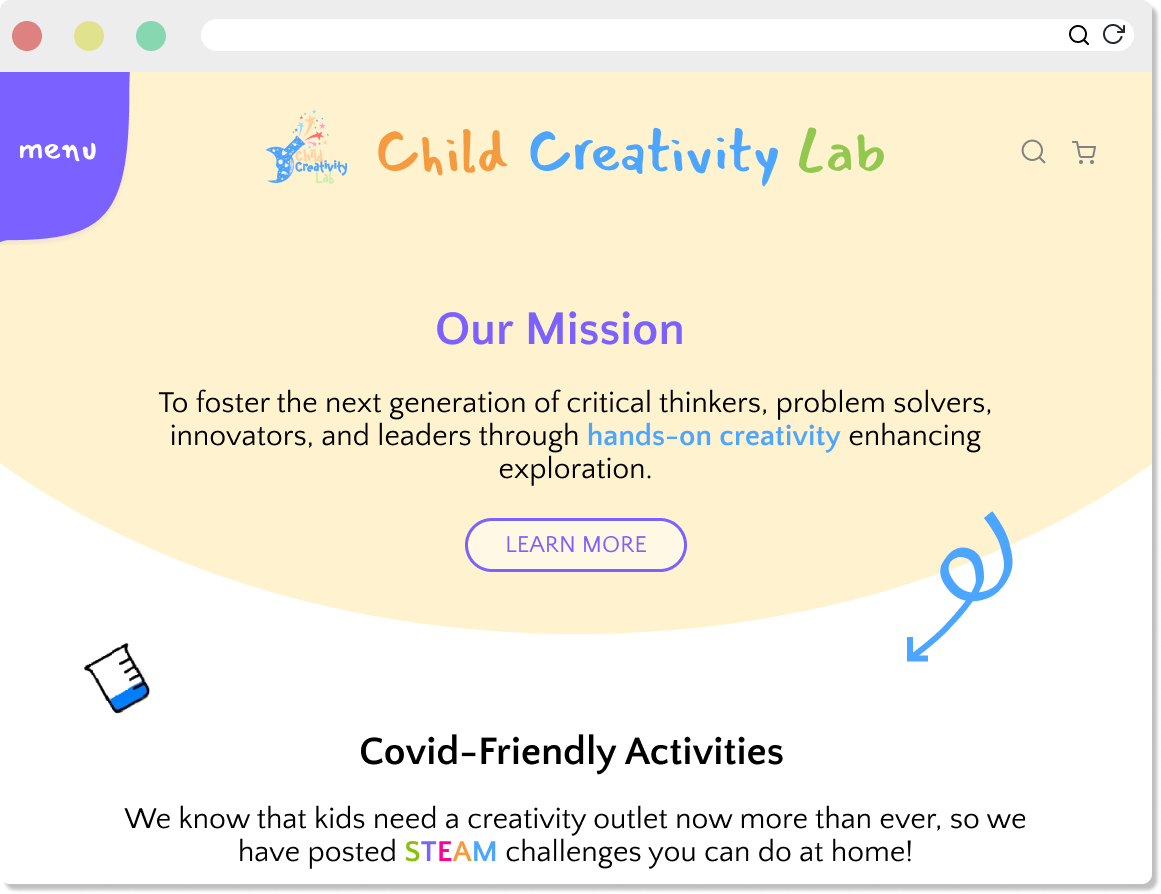 menu
Child
Creativity
Lab
Child Creativity Lab
Our Mission
To foster the next generation of critical thinkers, problem solvers,
innovators, and leaders through hands-on creativity enhancing
exploration.
LEARN MORE
Covid-Friendly Activities
We know that kids need a creativity outlet now more than ever, so we
have posted STEAM challenges you can do at home!